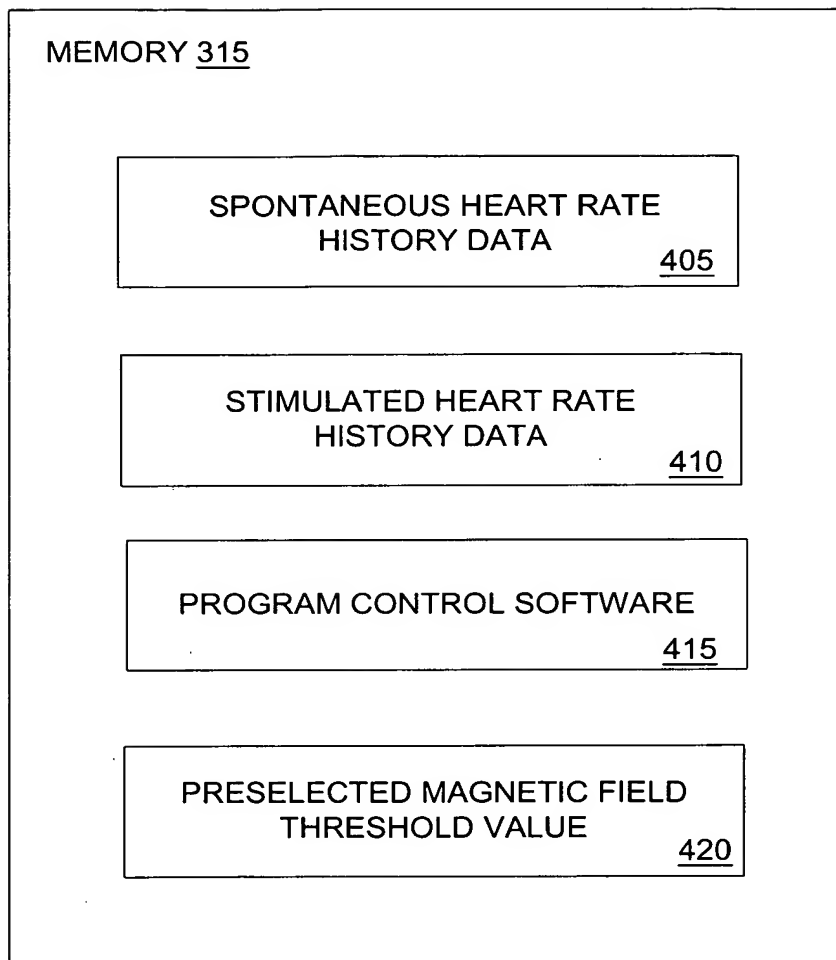 MEMORY 315
SPONTANEOUS HEART RATE
HISTORY DATA
405
STIMULATED HEART RATE
HISTORY DATA
410
PROGRAM CONTROL SOFTWARE
415
PRESELECTED MAGNETIC FIELD
THRESHOLD VALUE
420